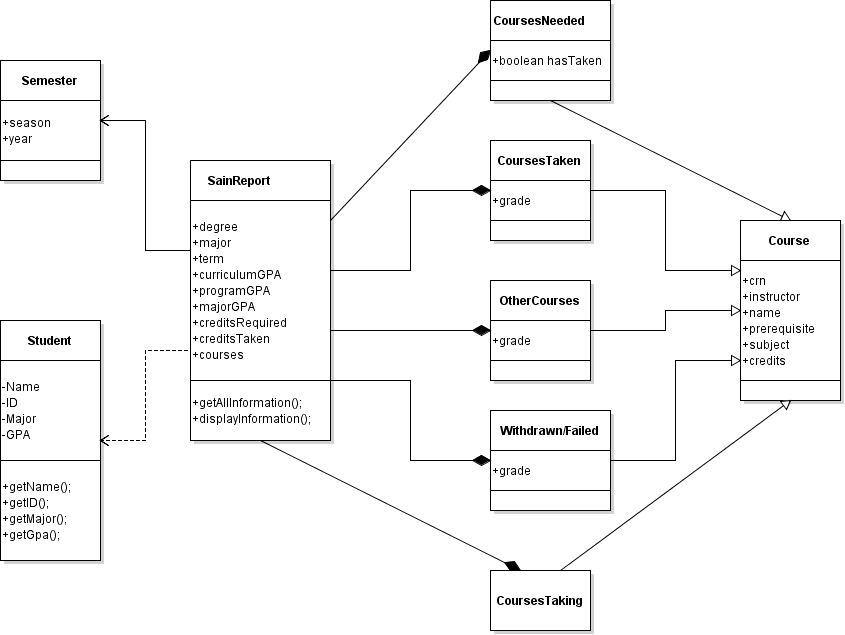 Semester
+season
+year
Student
-Name
-ID
-Major
-GPA
+getName();
+getID();
+getMajor();
+getGpa();
SainReport
+degree
+major
+term
+curriculumGPA
+programGPA
+majorGPA
+creditsRequired
+creditsTaken
+courses
+getAllInformation();
+displayInformation();
CoursesNeeded
+boolean hasTaken
CoursesTaken
+grade
OtherCourses
+grade
Withdrawn/Failed
+grade
CoursesTaking
Course
+crn
+instructor
+name
+prerequisite
+subject
+credits